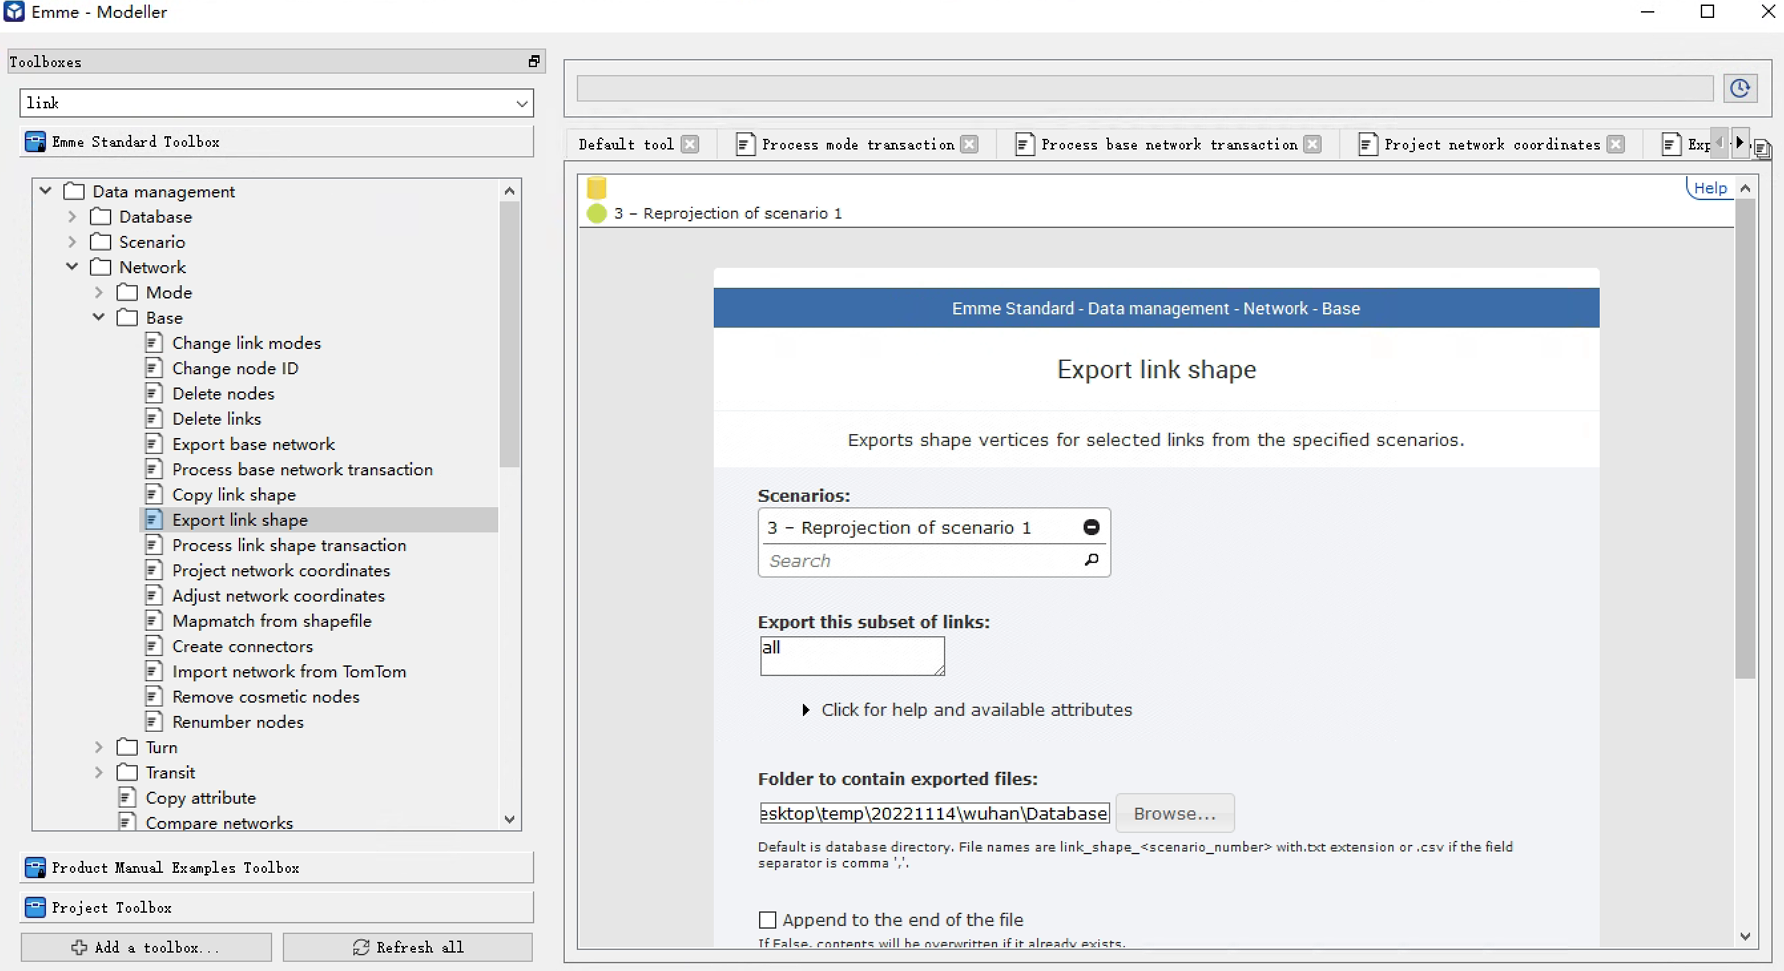 Emme - Modeller
Toolboxes
link
Emme Standard Toolbox
Data management
Database
Scenario
Network
Mode
Base
Change link modes
Change node ID
Delete nodes
Delete links
Export base network
Process base network transaction
Copy link shape
Export link shape
Process link shape transaction
Project network coordinates
Adjust network coordinates
Mapmatch from shapefile
Create connectors
Import network from TomTom
Remove cosmetic nodes
Renumber nodes
Turn
Transit
Copy attribute
Compare networks
Product Manual Examples Toolbox
Project Toolbox
Add a toolbox...
Refresh all
Default tool
Process mode transaction
Process base network transaction
Project network coordinates
Exp
Help
3 – Reprojection of scenario 1
Emme Standard - Data management - Network - Base
Export link shape
Exports shape vertices for selected links from the specified scenarios.
Scenarios:
3 – Reprojection of scenario 1
Search
Export this subset of links:
all
Click for help and available attributes
Folder to contain exported files:
esktop\temp\20221114\wuhan\Database
Browse...
Default is database directory. File names are link_shape_<scenario_number> with.txt extension or .csv if the field
separator is comma ','.
Append to the end of the file
If False, contents will be overwritten if it already exists.